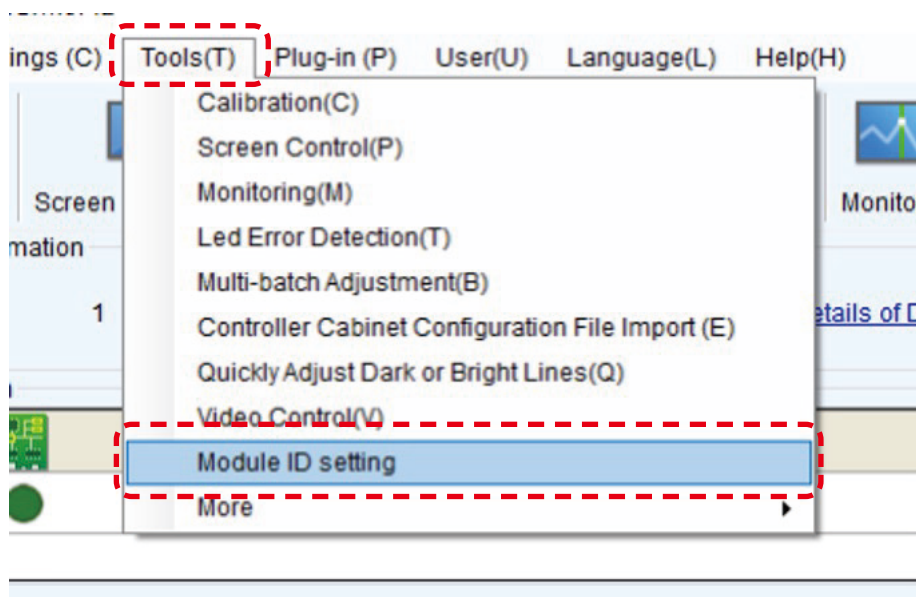 ings (C) Tools(T) Plug-in (P) User(U) Language(L) Help(H)
Calibration(C)
Screen Control(P)
Screen
Monito
Monitoring(M)
mation
Led Error Detection(T)
Multi-batch Adjustment(B)
1
etails of D
Controller Cabinet Configuration File Import (E)
Quickly Adjust Dark or Bright Lines(Q)
Video Control(V)
Module ID setting
More